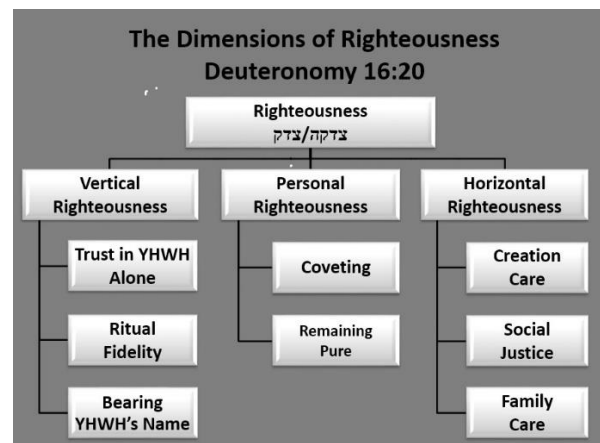 The Dimensions of Righteousness
Deuteronomy 16:20
Righteousness
צדקה/צדק
Vertical
Righteousness
Personal
Righteousness
Horizontal
Righteousness
Trust in YHWH
Alone
Coveting
Creation
Care
Ritual
Fidelity
Remaining
Pure
Social
Justice
Bearing
YHWH's Name
Family
Care